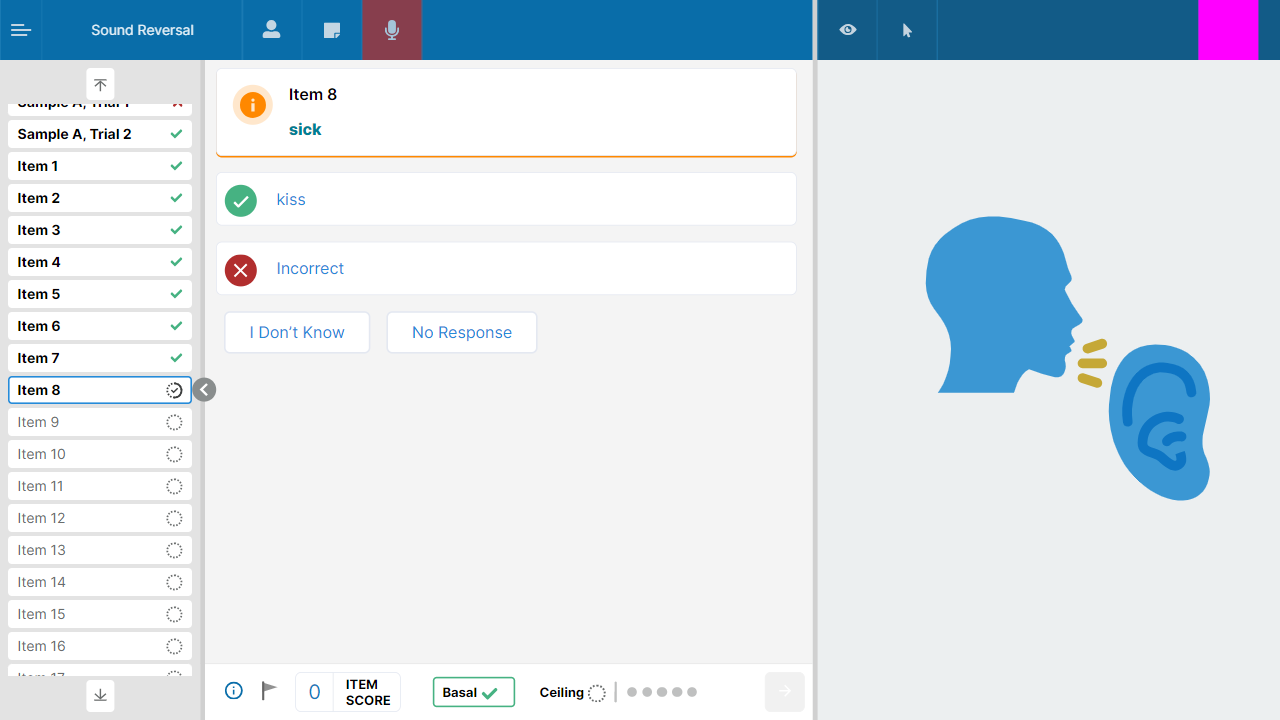 Sound Reversal
Sample A, Trial 1
Sample A, Trial 2
Item 1
Item 2
Item 3
Item 4
Item 5
Item 6
Item 7
Item 8
Item 9
Item 10
Item 11
Item 12
Item 13
Item 14
Item 15
Item 16
Item 17
Item 8
sick
kiss
Incorrect
I Don’t Know
No Response
0
ITEM
SCORE
Basal
Ceiling